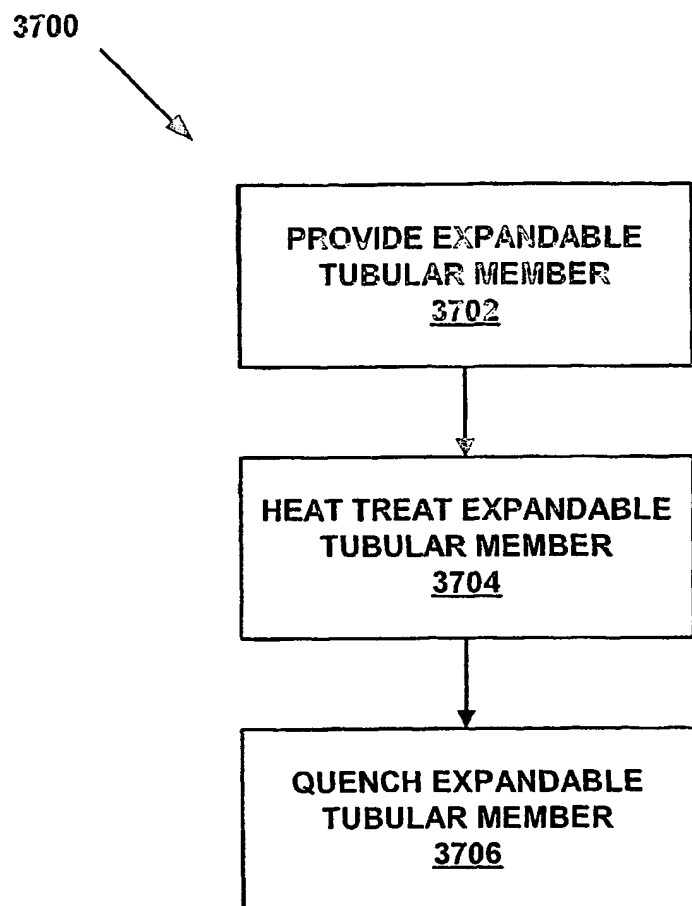 3700
PROVIDE EXPANDABLE
TUBULAR MEMBER
3702
HEAT TREAT EXPANDABLE
TUBULAR MEMBER
3704
QUENCH EXPANDABLE
TUBULAR MEMBER
3706